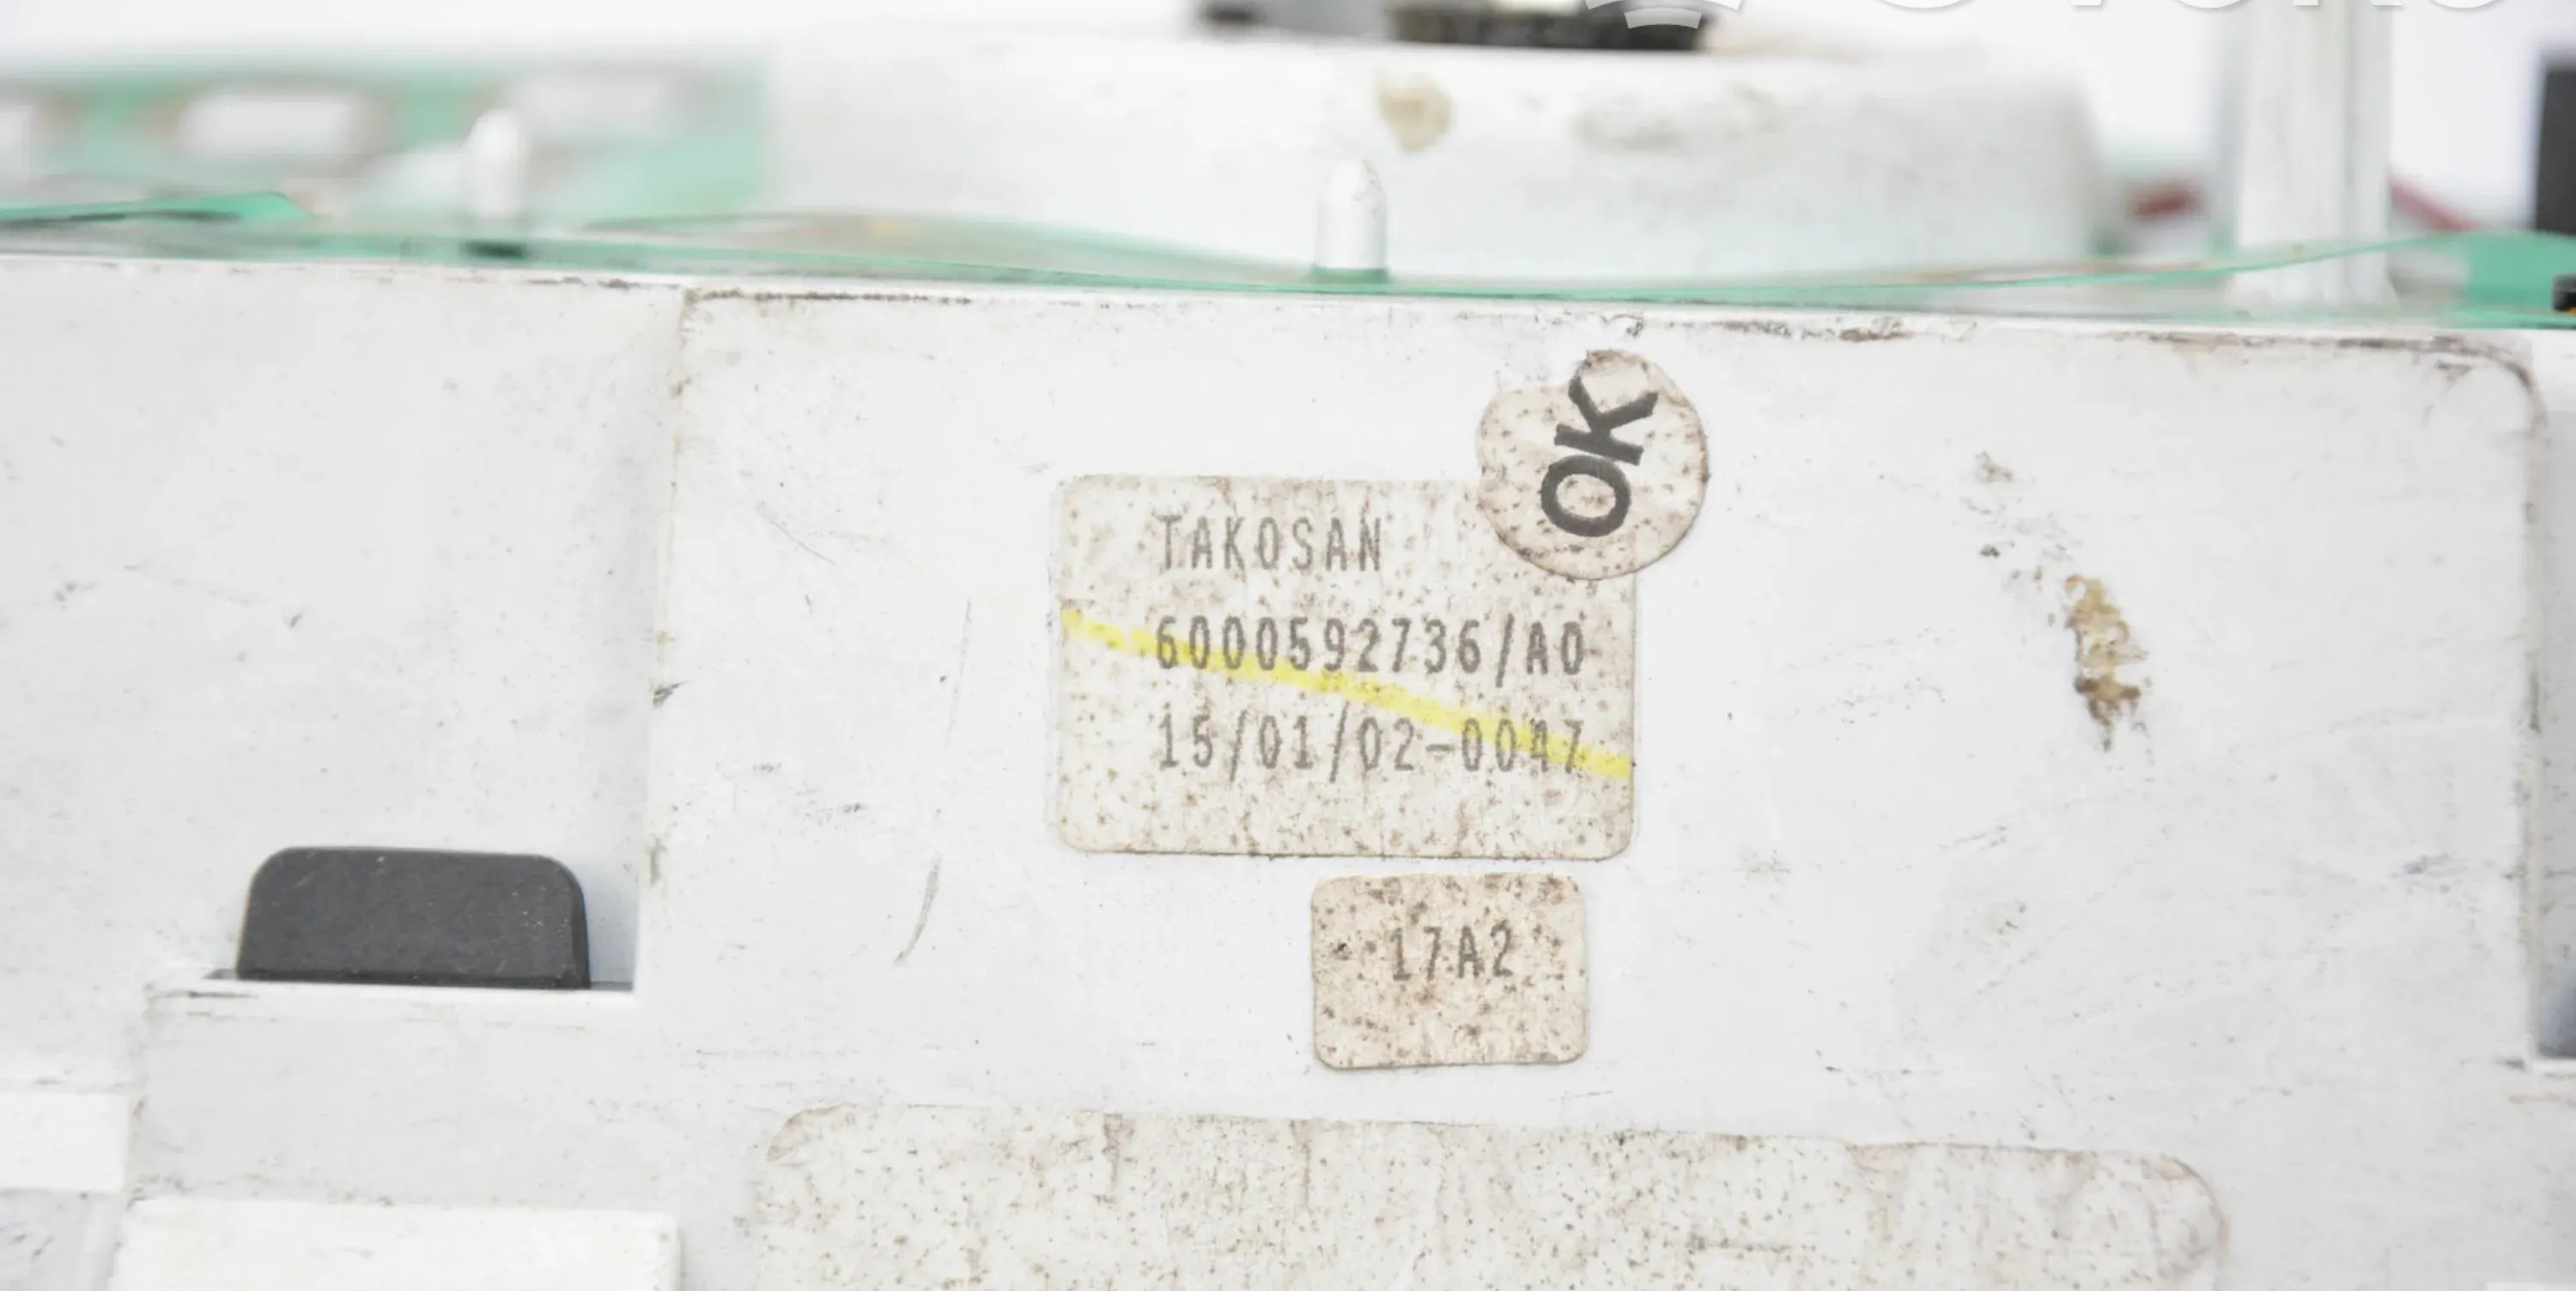 OK
TAKOSAN
6000592736/A0
15/01/02-0047
17A2